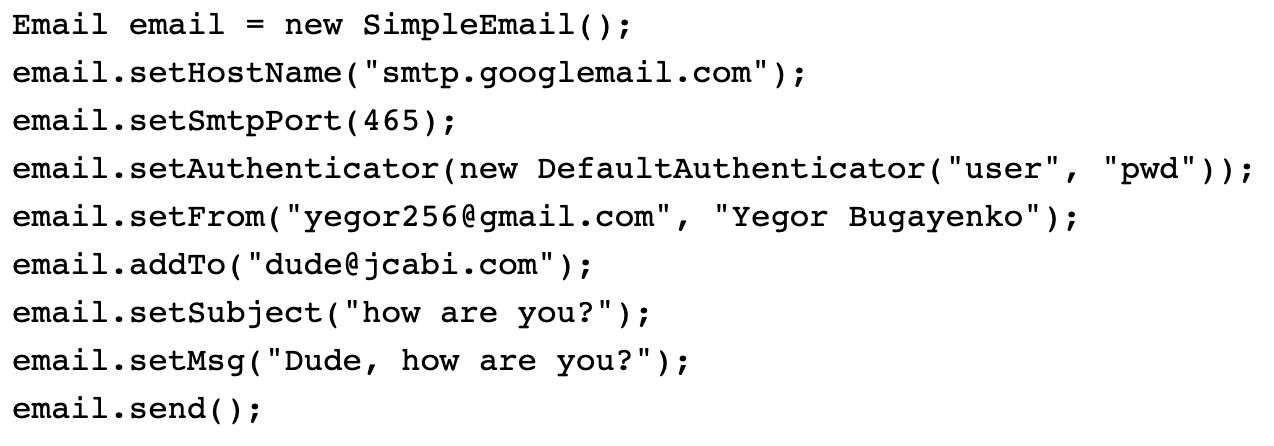 Email email = new SimpleEmail();
email.setHostName("smtp.googlemail.com");
email.setSmtpPort(465);
email.setAuthenticator(new DefaultAuthenticator("user", "pwd"));
email.setFrom("yegor256@gmail.com", "Yegor Bugayenko");
email.addTo("dude@jcabi.com");
email.setSubject("how are you?");
email.setMsg("Dude, how are you?");
email.send();